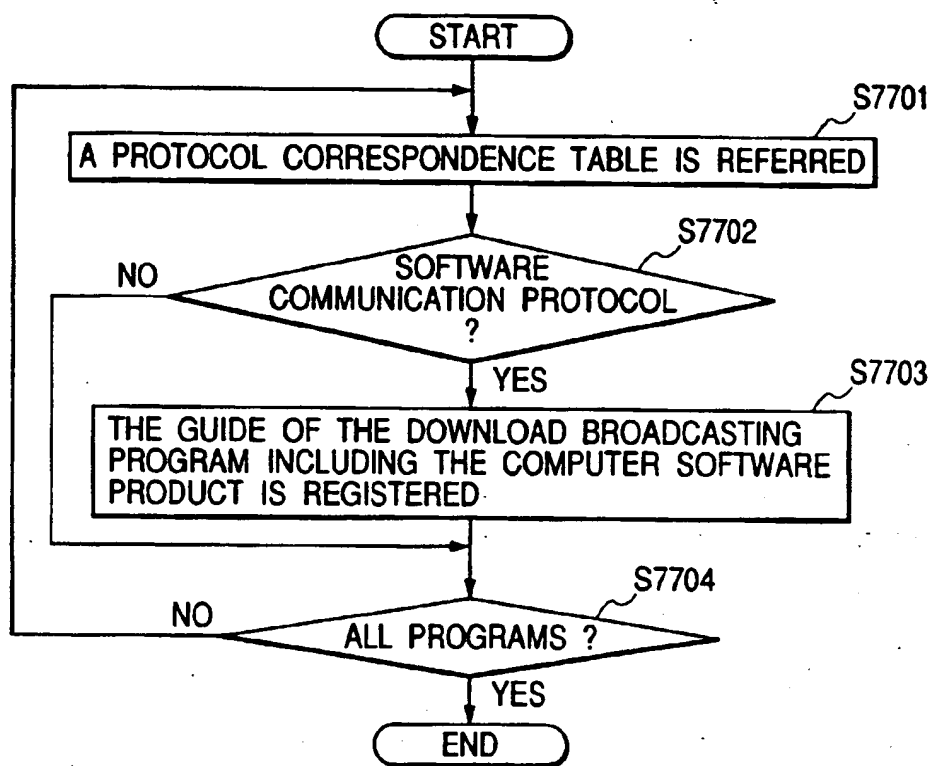 START
S7701
A PROTOCOL CORRESPONDENCE TABLE IS REFERRED
S7702
SOFTWARE
COMMUNICATION PROTOCOL
?
NO
YES
S7703
THE GUIDE OF THE DOWNLOAD BROADCASTING
PROGRAM INCLUDING THE COMPUTER SOFTWARE
PRODUCT IS REGISTERED
S7704
NO
ALL PROGRAMS ?
YES
END